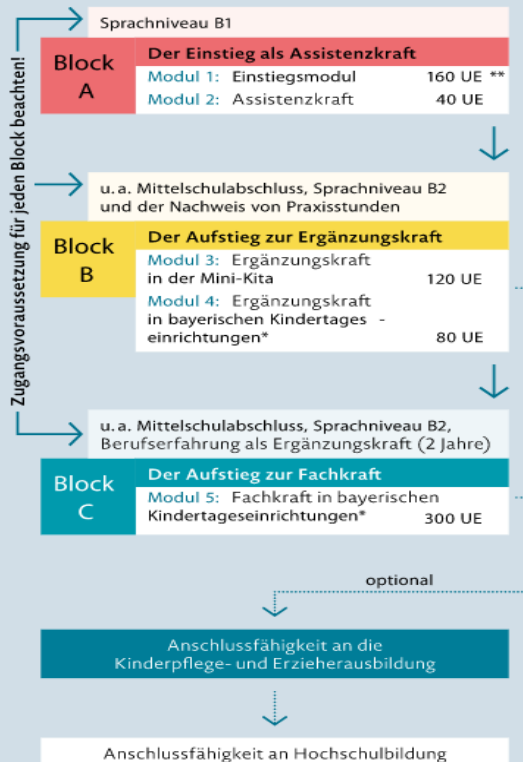 Zugangsvoraussetzung für jeden Block beachten!
Sprachniveau B1
Block A
Der Einstieg als Assistenzkraft
Modul 1: Einstiegsmodul 160 UE **
Modul 2: Assistenzkraft 40 UE
u. a. Mittelschulabschluss, Sprachniveau B2
und der Nachweis von Praxisstunden
Block B
Der Aufstieg zur Ergänzungskraft
Modul 3: Ergänzungskraft
in der Mini-Kita 120 UE
Modul 4: Ergänzungskraft
in bayerischen Kindertages -
einrichtungen* 80 UE
u. a. Mittelschulabschluss, Sprachniveau B2,
Berufserfahrung als Ergänzungskraft (2 Jahre)
Block C
Der Aufstieg zur Fachkraft
Modul 5: Fachkraft in bayerischen
Kindertageseinrichtungen* 300 UE
optional
Anschlussfähigkeit an die
Kinderpflege- und Erzieherausbildung
Anschlussfähigkeit an Hochschulbildung